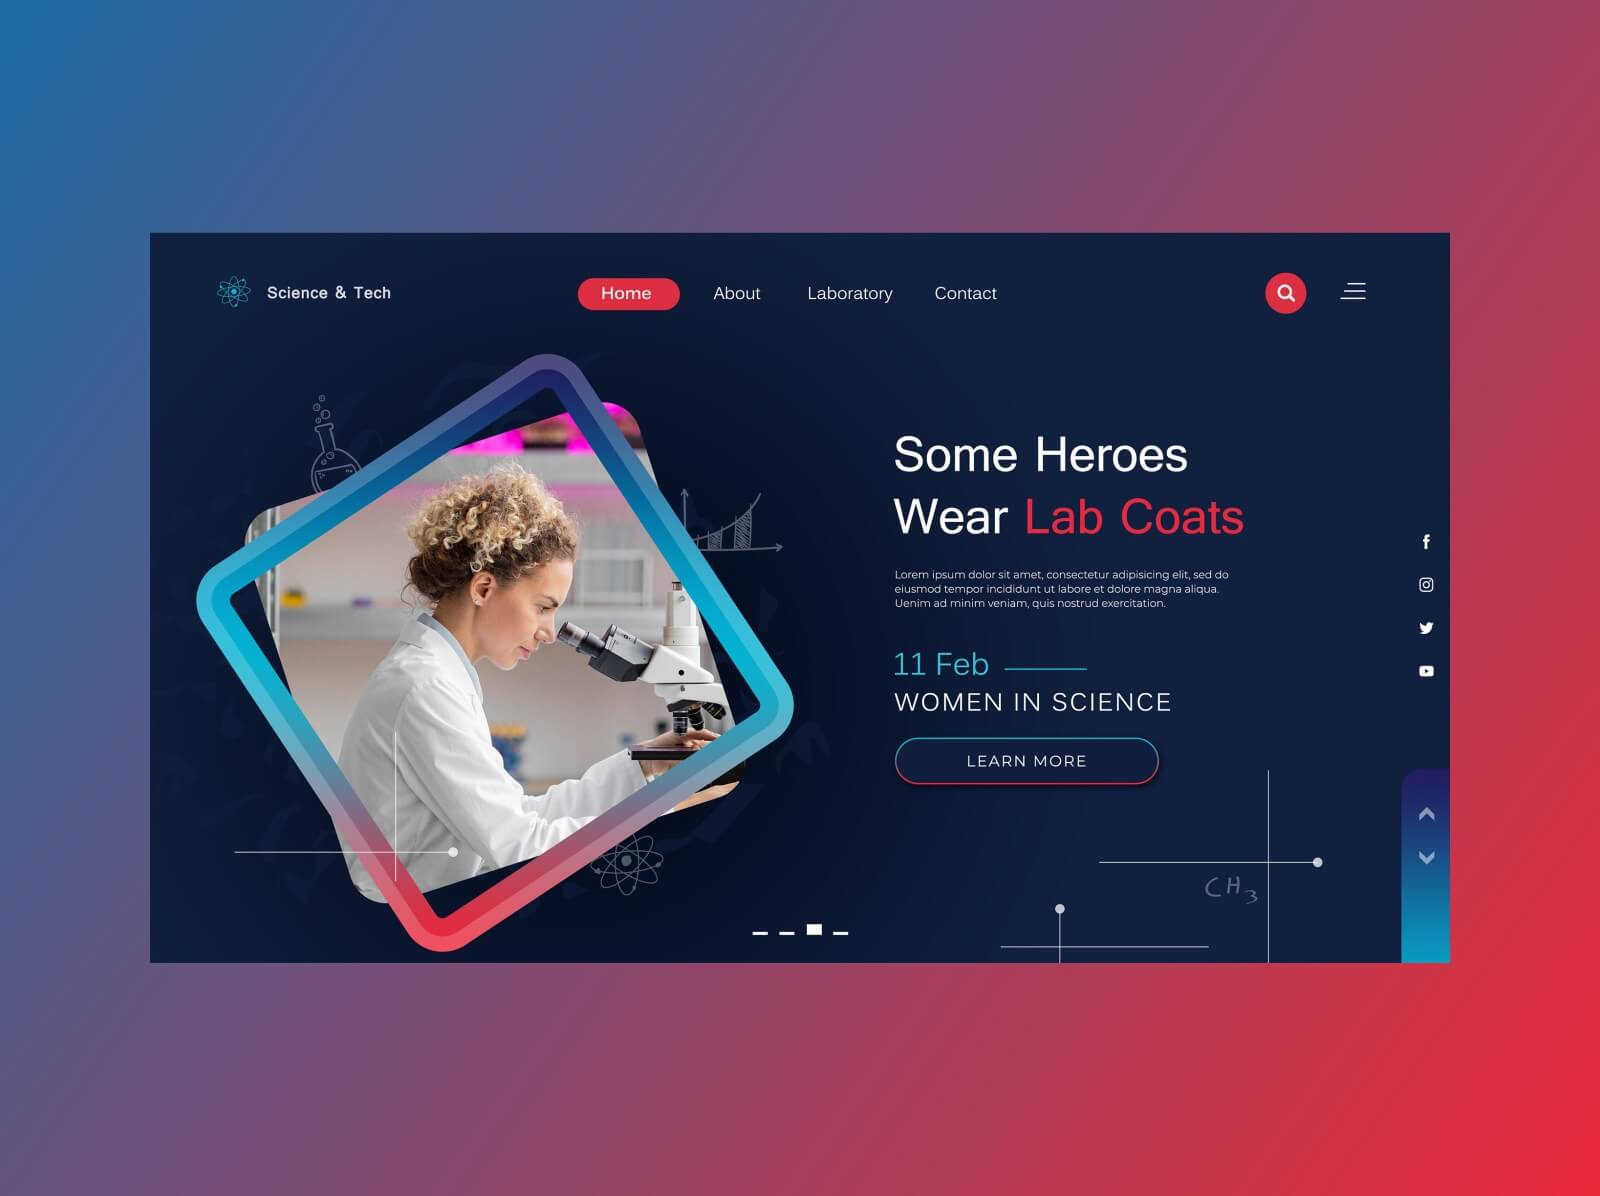 Science & Tech
Home
About
Laboratory
Contact
Some Heroes
Wear Lab Coats
Lorem ipsum dolor sit amet, consectetur adipisicing elit, sed do
eiusmod tempor incididunt ut labore et dolore magna aliqua.
Uenim ad minim veniam, quis nostrud exercitation.
11 Feb
WOMEN IN SCIENCE
LEARN MORE
CH3